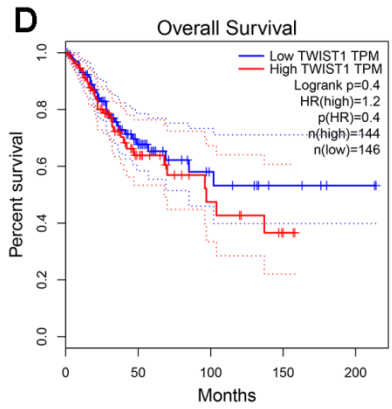 D
Overall Survival
Low TWIST1 TPM
High TWIST1 TPM
Logrank p=0.4
HR(high)=1.2
p(HR)=0.4
n(high)=144
n(low)=146
Percent survival
1.0
0.8
0.6
0.4
0.2
0.0
0 50 100 150 200
Months